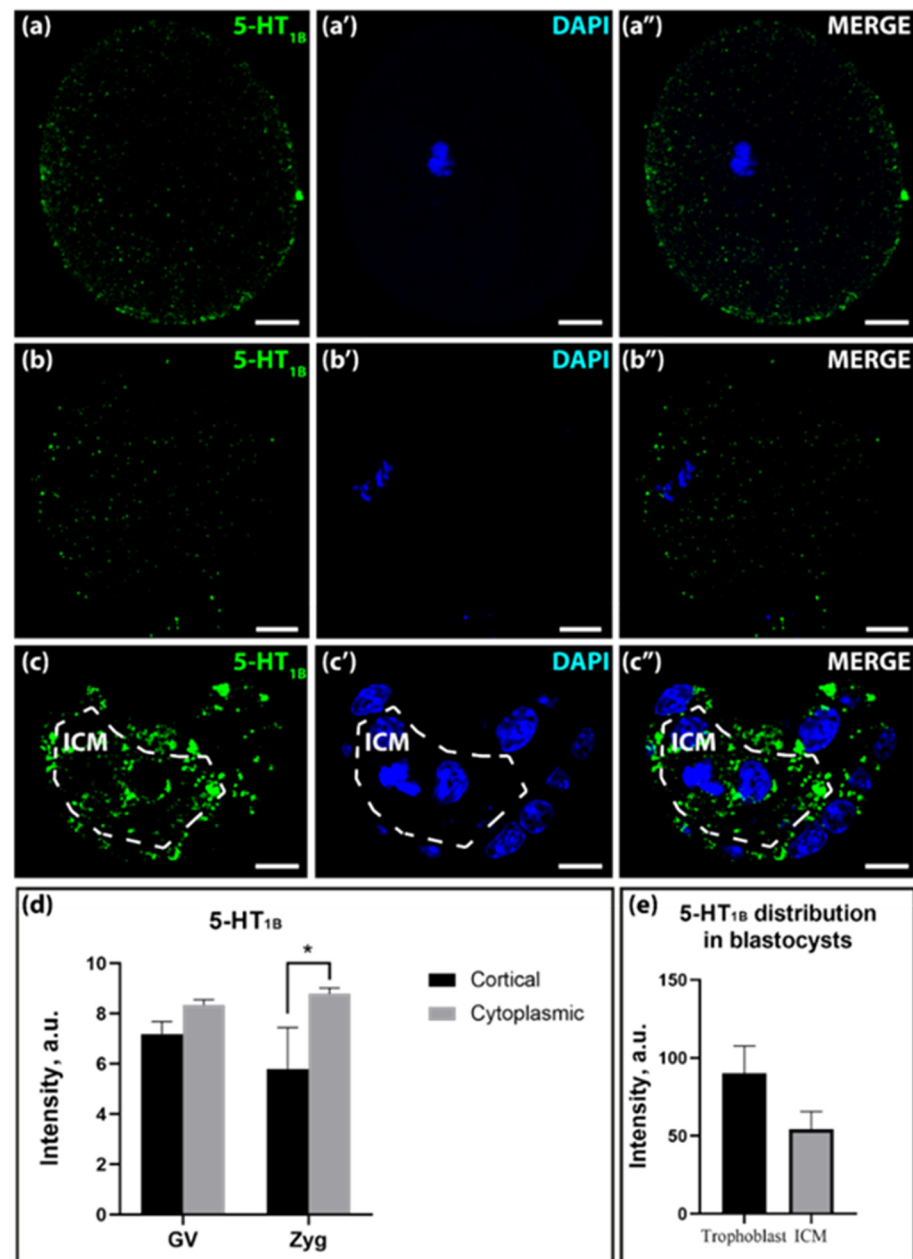 (a) 5-HT1B (a') DAPI (a") MERGE
(b) 5-HT1B (b') DAPI (b") MERGE
(c) 5-HT1B (c') DAPI (c") MERGE
ICM ICM ICM
(d)
5-HT1B
Intensity, a.u.
10
8
6
4
2
0
*
GV Zyg
Cortical
Cytoplasmic
(e)
5-HT1B distribution
in blastocysts
Intensity, a.u.
150
100
50
0
Trophoblast ICM